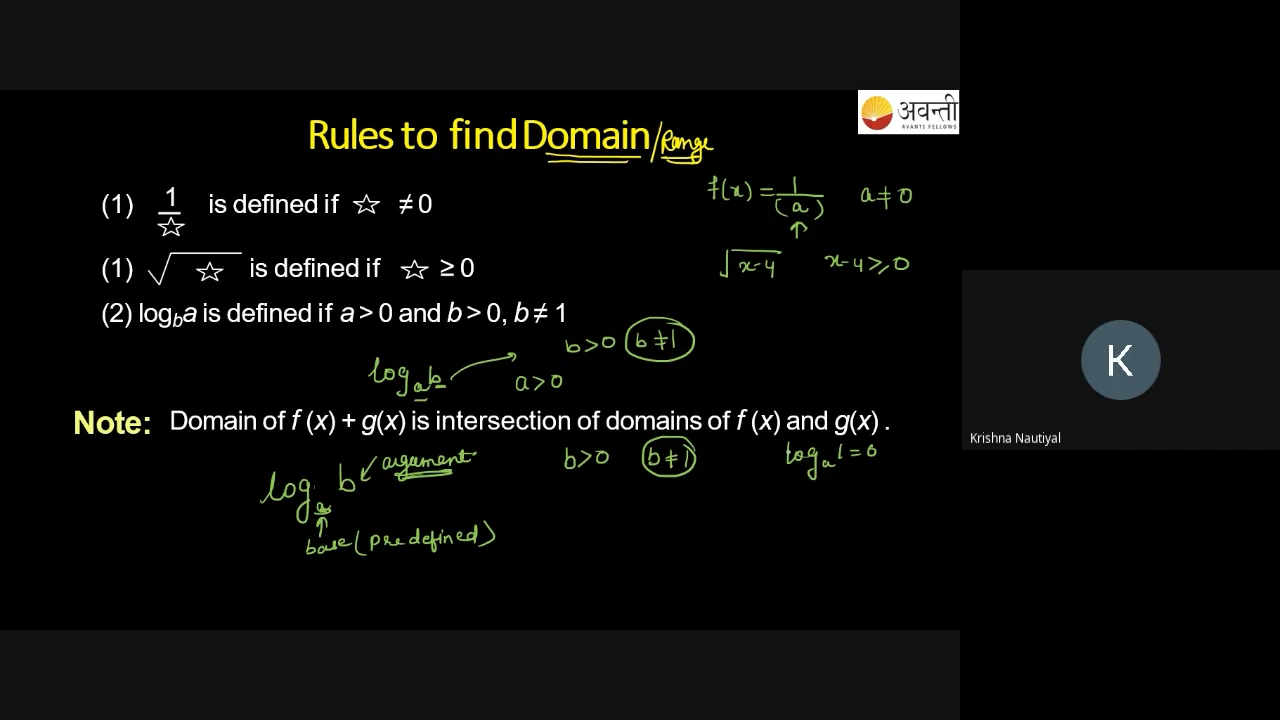 अवन्ती
AVANTI FELLOWS
Rules to find Domain/Range
(1) 1/☆ is defined if ☆ ≠ 0
f(x) = 1/(a) a ≠ 0
(1) √☆ is defined if ☆ ≥ 0
√x-4 x-4 ≥ 0
(2) log_b a is defined if a > 0 and b > 0, b ≠ 1
b > 0 b ≠ 1
log_a b a > 0
Note: Domain of f (x) + g(x) is intersection of domains of f (x) and g(x) .
log_a b argument b > 0 b ≠ 1 log_a 1 = 0
base (predefined)
K
Krishna Nautiyal